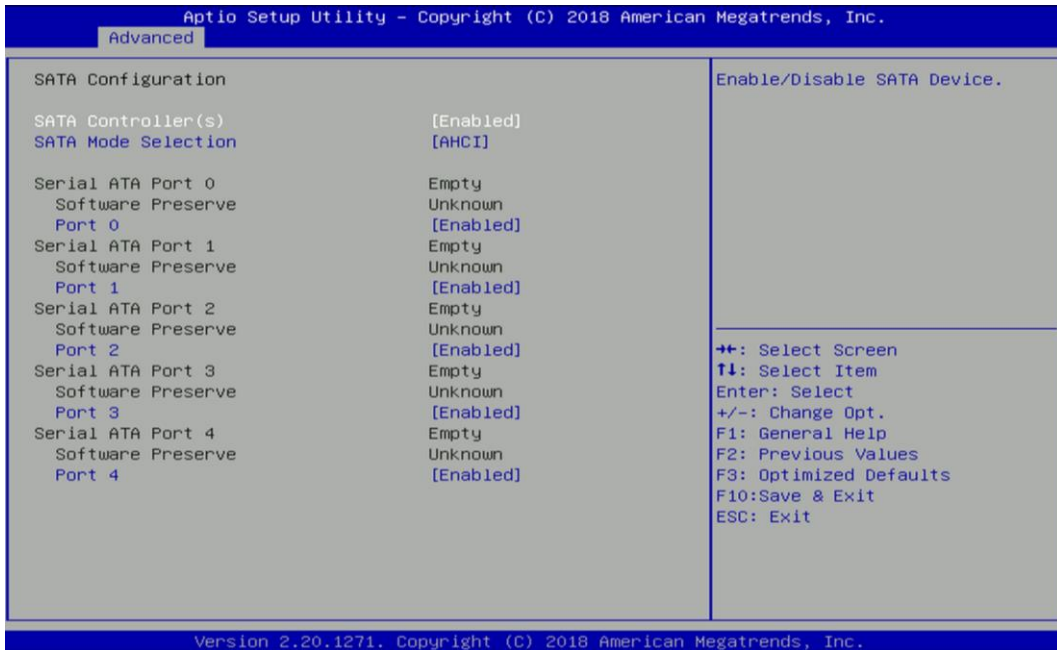 Aptio Setup Utility – Copyright (C) 2018 American Megatrends, Inc.
Advanced
SATA Configuration
SATA Controller(s) [Enabled]
SATA Mode Selection [AHCI]
Serial ATA Port 0 Empty
Software Preserve Unknown
Port 0 [Enabled]
Serial ATA Port 1 Empty
Software Preserve Unknown
Port 1 [Enabled]
Serial ATA Port 2 Empty
Software Preserve Unknown
Port 2 [Enabled]
Serial ATA Port 3 Empty
Software Preserve Unknown
Port 3 [Enabled]
Serial ATA Port 4 Empty
Software Preserve Unknown
Port 4 [Enabled]
Enable/Disable SATA Device.
→←: Select Screen
↑↓: Select Item
Enter: Select
+/-: Change Opt.
F1: General Help
F2: Previous Values
F3: Optimized Defaults
F10:Save & Exit
ESC: Exit
Version 2.20.1271. Copyright (C) 2018 American Megatrends, Inc.